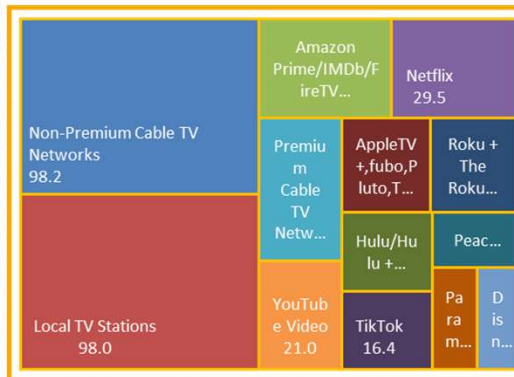 Non-Premium Cable TV
Networks
98.2
Local TV Stations
98.0
Amazon
Prime/IMDb/F
ireTV...
Netflix
29.5
Premiu
m
Cable
TV
Netw...
AppleTV
+,fubo,P
luto,T...
Roku +
The
Roku...
Hulu/Hu
lu +...
Peac...
YouTub
e Video
21.0
TikTok
16.4
Pa
ra
m...
D
is
n...